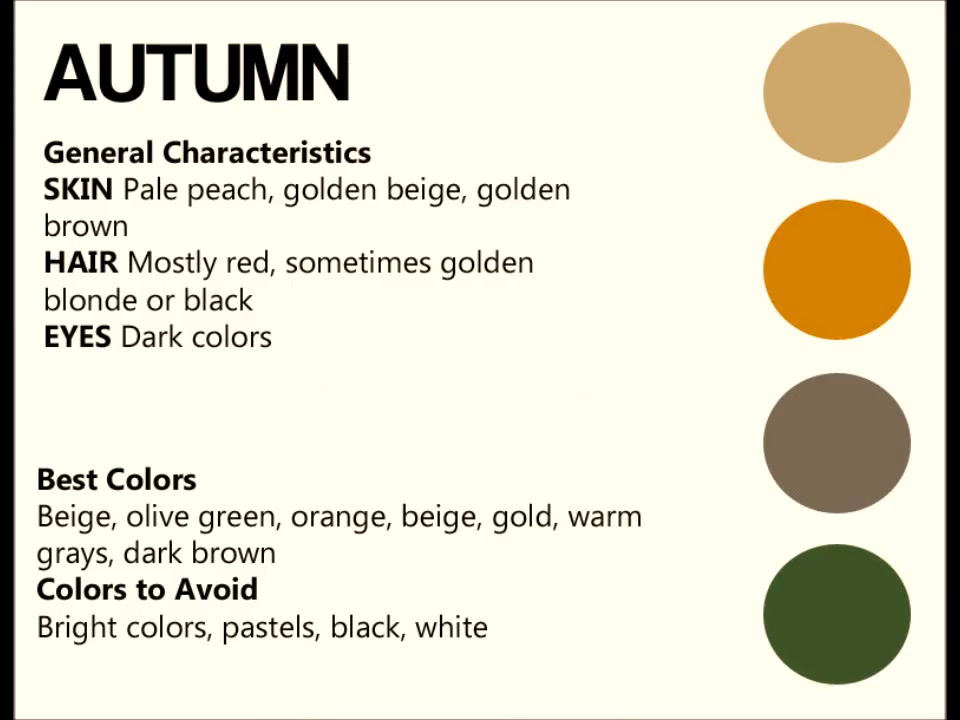 AUTUMN
General Characteristics
SKIN Pale peach, golden beige, golden
brown
HAIR Mostly red, sometimes golden
blonde or black
EYES Dark colors
Best Colors
Beige, olive green, orange, beige, gold, warm
grays, dark brown
Colors to Avoid
Bright colors, pastels, black, white